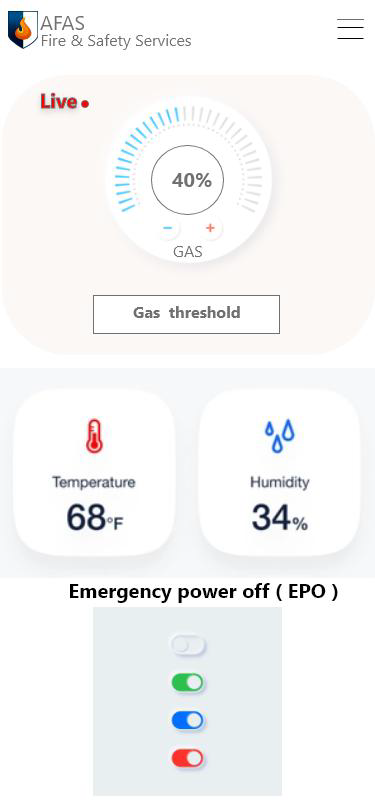 AFAS
Fire & Safety Services
Live
40%
− +
GAS
Gas threshold
Temperature
68°F
Humidity
34%
Emergency power off ( EPO )